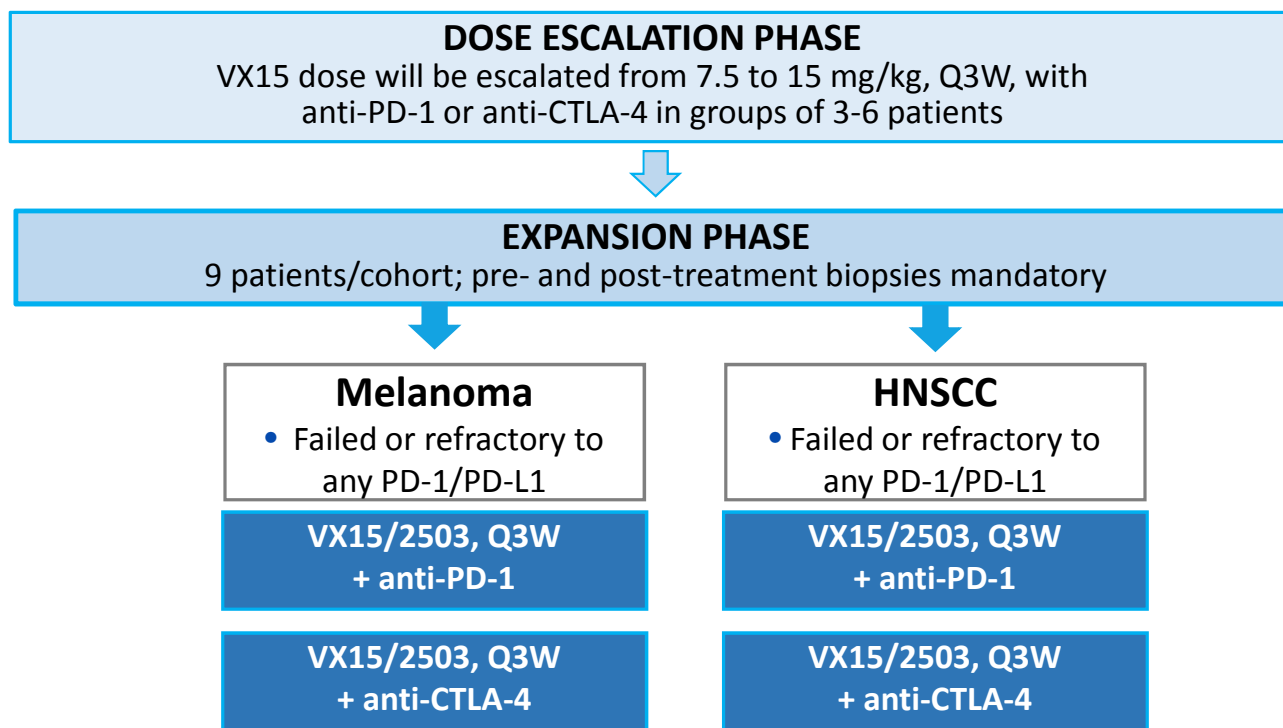 DOSE ESCALATION PHASE
VX15 dose will be escalated from 7.5 to 15 mg/kg, Q3W, with
anti-PD-1 or anti-CTLA-4 in groups of 3-6 patients
EXPANSION PHASE
9 patients/cohort; pre- and post-treatment biopsies mandatory
Melanoma
• Failed or refractory to
any PD-1/PD-L1
VX15/2503, Q3W
+ anti-PD-1
VX15/2503, Q3W
+ anti-CTLA-4
HNSCC
• Failed or refractory to
any PD-1/PD-L1
VX15/2503, Q3W
+ anti-PD-1
VX15/2503, Q3W
+ anti-CTLA-4